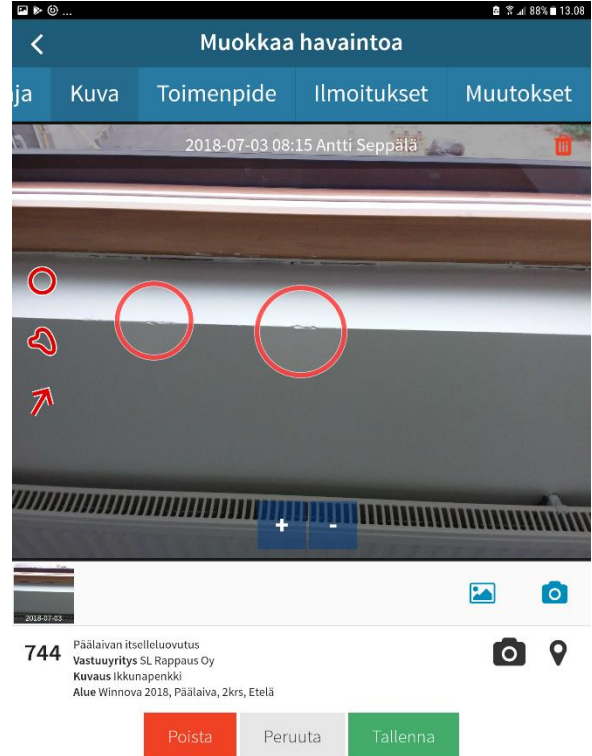 ... 88% 13.08
Muokkaa havaintoa
ja Kuva Toimenpide Ilmoitukset Muutokset
2018-07-03 08:15 Antti Seppälä
+ -
2018-07-03
744 Päälaivan itselleluovutus
Vastuuyritys SL Rappaus Oy
Kuvaus Ikkunapenkki
Alue Winnova 2018, Päälaiva, 2krs, Etelä
Poista Peruuta Tallenna